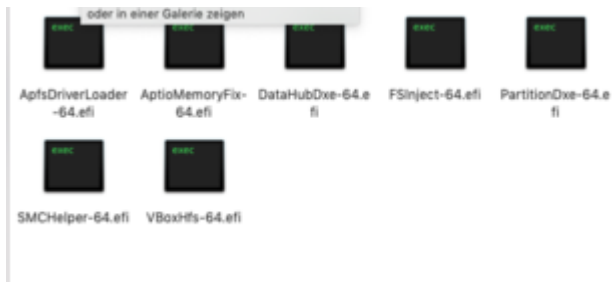 oder in einer Galerie zeigen
exec exec exec exec exec
ApfsDriverLoader AptioMemoryFix- DataHubDxe-64.e FSInject-64.efi PartitionDxe-64.e
-64.efi 64.efi fi fi
exec exec
SMCHelper-64.efi VBoxHfs-64.efi